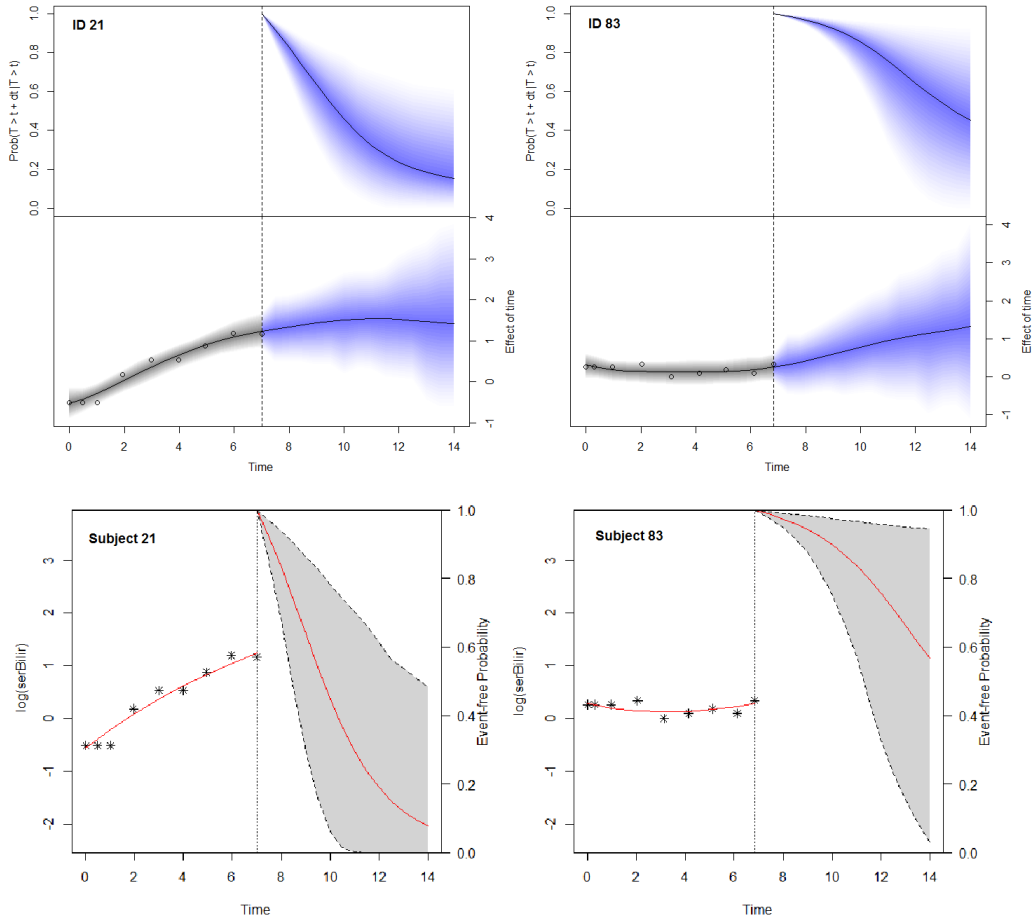 ID 21
Prob(T > t + dt |T > t)
0.0 0.2 0.4 0.6 0.8 1.0
Effect of time
-1 0 1 2 3 4
0 2 4 6 8 10 12 14
Time
ID 83
Prob(T > t + dt |T > t)
0.0 0.2 0.4 0.6 0.8 1.0
Effect of time
-1 0 1 2 3 4
0 2 4 6 8 10 12 14
Time
Subject 21
log(serBilir)
-2 -1 0 1 2 3
Event-free Probability
0.0 0.2 0.4 0.6 0.8 1.0
0 2 4 6 8 10 12 14
Time
Subject 83
log(serBilir)
-2 -1 0 1 2 3
Event-free Probability
0.0 0.2 0.4 0.6 0.8 1.0
0 2 4 6 8 10 12 14
Time